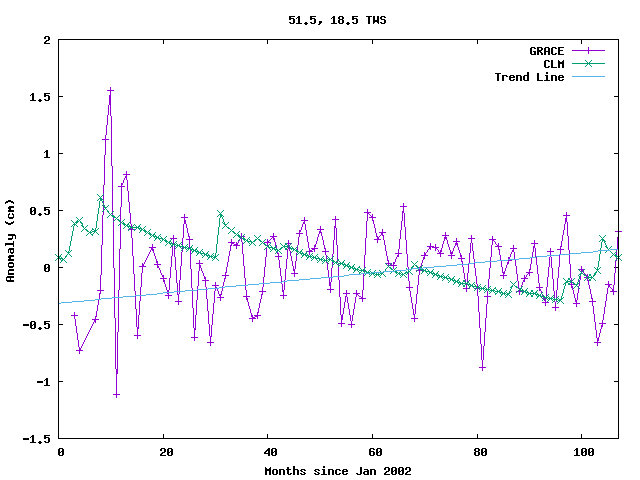 51.5, 18.5 TWS
GRACE
CLM
Trend Line
2
1.5
1
0.5
0
-0.5
-1
-1.5
Anomaly (cm)
0 20 40 60 80 100
Months since Jan 2002